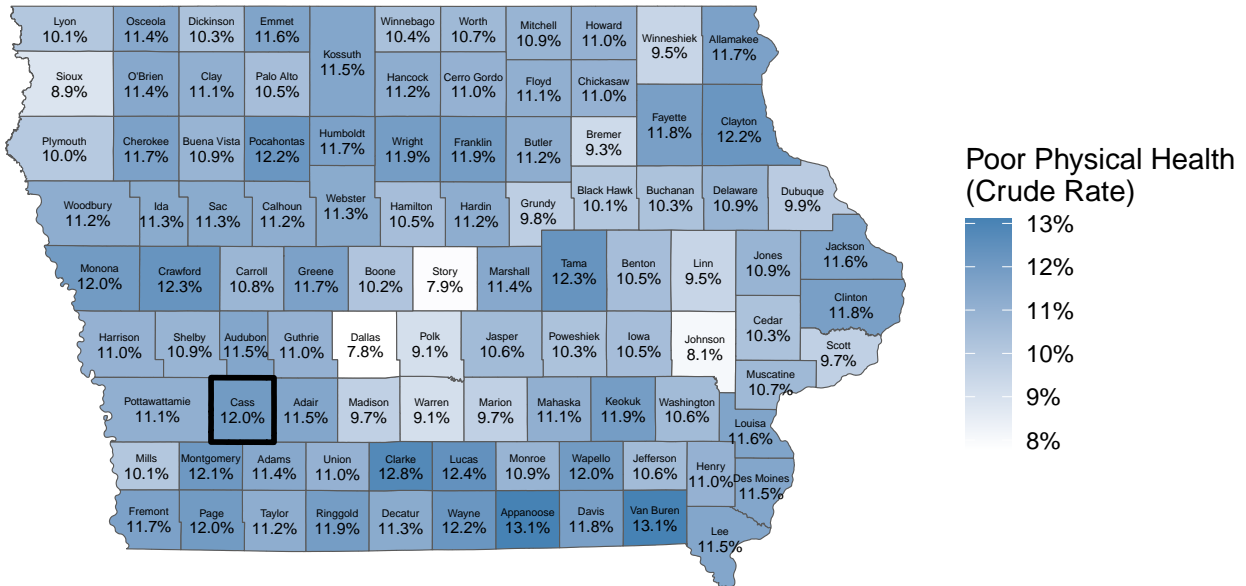 Lyon
10.1%
Osceola
11.4%
Dickinson
10.3%
Emmet
11.6%
Kossuth
11.5%
Winnebago
10.4%
Worth
10.7%
Mitchell
10.9%
Howard
11.0%
Winneshiek
9.5%
Allamakee
11.7%
Sioux
8.9%
O'Brien
11.4%
Clay
11.1%
Palo Alto
10.5%
Hancock
11.2%
Cerro Gordo
11.0%
Floyd
11.1%
Chickasaw
11.0%
Fayette
11.8%
Clayton
12.2%
Plymouth
10.0%
Cherokee
11.7%
Buena Vista
10.9%
Pocahontas
12.2%
Humboldt
11.7%
Wright
11.9%
Franklin
11.9%
Butler
11.2%
Bremer
9.3%
Woodbury
11.2%
Ida
11.3%
Sac
11.3%
Calhoun
11.2%
Webster
11.3%
Hamilton
10.5%
Hardin
11.2%
Grundy
9.8%
Black Hawk
10.1%
Buchanan
10.3%
Delaware
10.9%
Dubuque
9.9%
Monona
12.0%
Crawford
12.3%
Carroll
10.8%
Greene
11.7%
Boone
10.2%
Story
7.9%
Marshall
11.4%
Tama
12.3%
Benton
10.5%
Linn
9.5%
Jones
10.9%
Jackson
11.6%
Clinton
11.8%
Harrison
11.0%
Shelby
10.9%
Audubon
11.5%
Guthrie
11.0%
Dallas
7.8%
Polk
9.1%
Jasper
10.6%
Poweshiek
10.3%
Iowa
10.5%
Johnson
8.1%
Cedar
10.3%
Scott
9.7%
Muscatine
10.7%
Pottawattamie
11.1%
Cass
12.0%
Adair
11.5%
Madison
9.7%
Warren
9.1%
Marion
9.7%
Mahaska
11.1%
Keokuk
11.9%
Washington
10.6%
Louisa
11.6%
Mills
10.1%
Montgomery
12.1%
Adams
11.4%
Union
11.0%
Clarke
12.8%
Lucas
12.4%
Monroe
10.9%
Wapello
12.0%
Jefferson
10.6%
Henry
11.0%
Des Moines
11.5%
Fremont
11.7%
Page
12.0%
Taylor
11.2%
Ringgold
11.9%
Decatur
11.3%
Wayne
12.2%
Appanoose
13.1%
Davis
11.8%
Van Buren
13.1%
Lee
11.5%
Poor Physical Health
(Crude Rate)
13%
12%
11%
10%
9%
8%